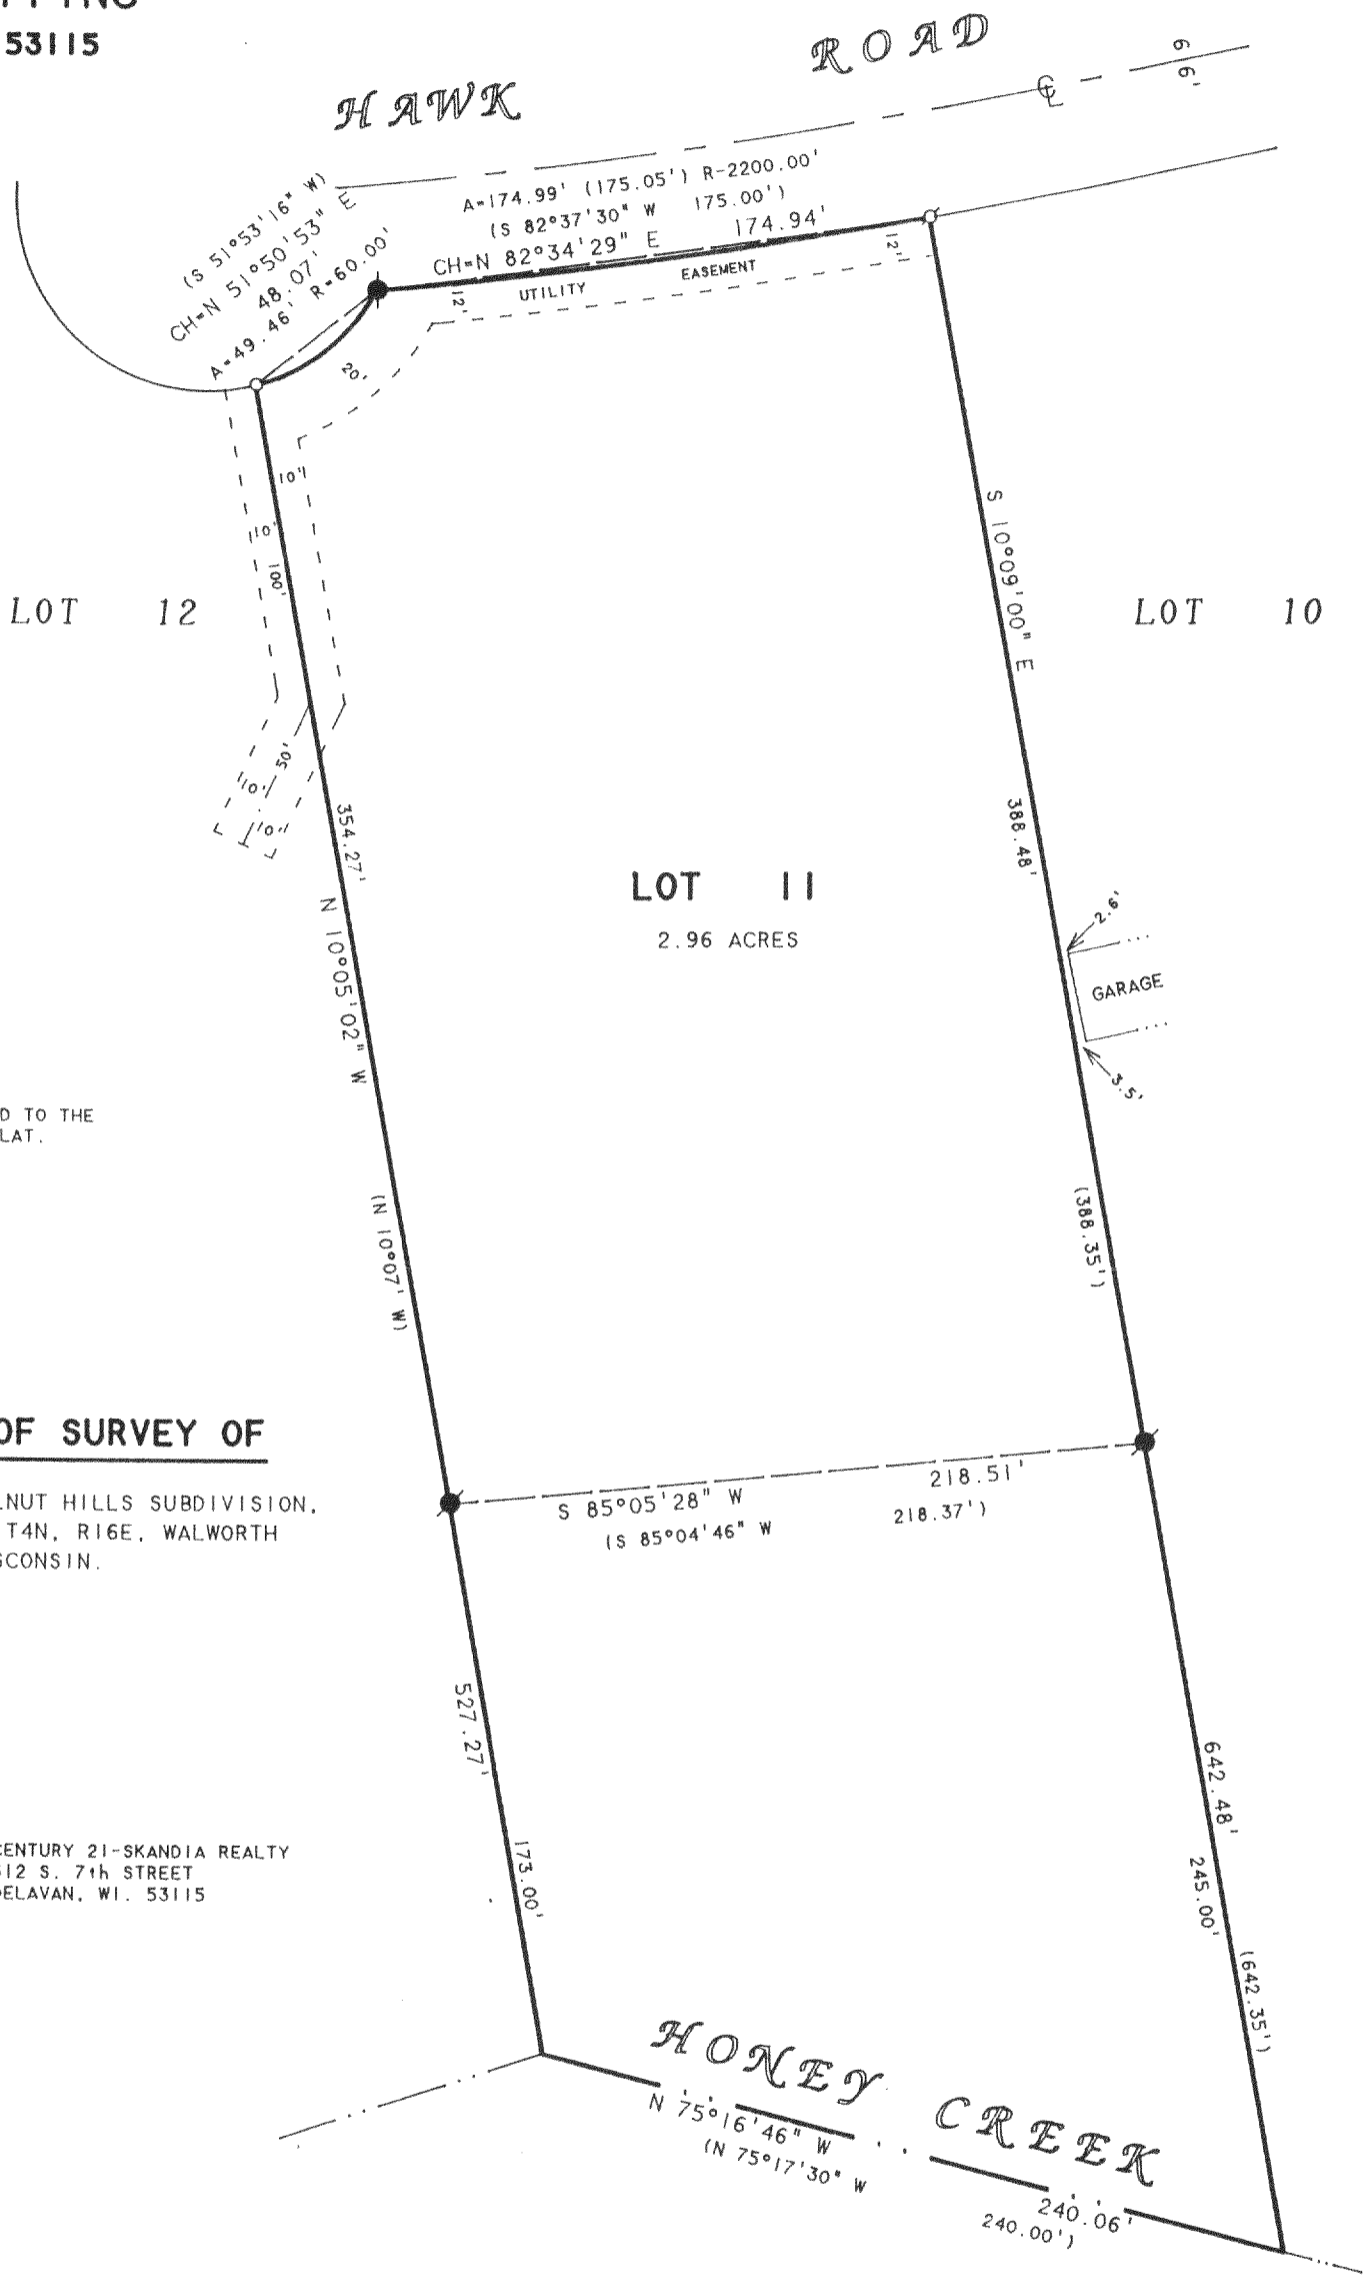 53115
HAWK ROAD
66'
℄
(S 51°53'16" W)
CH=N 51°50'53" E
48.07'
A=49.46' R=60.00'
A=174.99' (175.05') R-2200.00'
(S 82°37'30" W 175.00')
CH=N 82°34'29" E 174.94'
UTILITY EASEMENT
12'
12'
20'
10'
10'
100'
50'
10'
10'
LOT 12
LOT 10
S 10°09'00" E
388.48'
354.27'
N 10°05'02" W
LOT 11
2.96 ACRES
2.6'
GARAGE
3.5'
D TO THE
LAT.
(N 10°07' W)
(388.35')
OF SURVEY OF
LNUT HILLS SUBDIVISION,
T4N, R16E, WALWORTH
SCONSIN.
S 85°05'28" W 218.51'
(S 85°04'46" W 218.37')
527.27'
173.00'
642.48'
245.00'
(642.35')
CENTURY 21-SKANDIA REALTY
512 S. 7th STREET
DELAVAN, WI. 53115
HONEY CREEK
N 75°16'46" W 240.06'
(N 75°17'30" W 240.00')